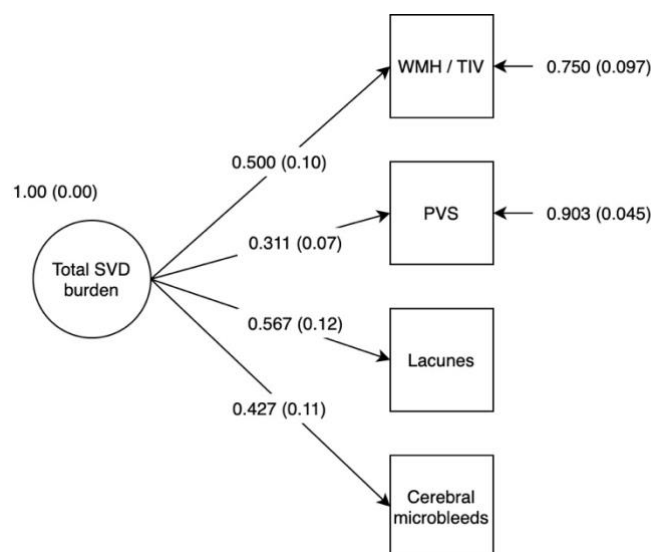 WMH / TIV
0.750 (0.097)
0.500 (0.10)
1.00 (0.00)
PVS
0.903 (0.045)
0.311 (0.07)
Total SVD
burden
0.567 (0.12)
Lacunes
0.427 (0.11)
Cerebral
microbleeds